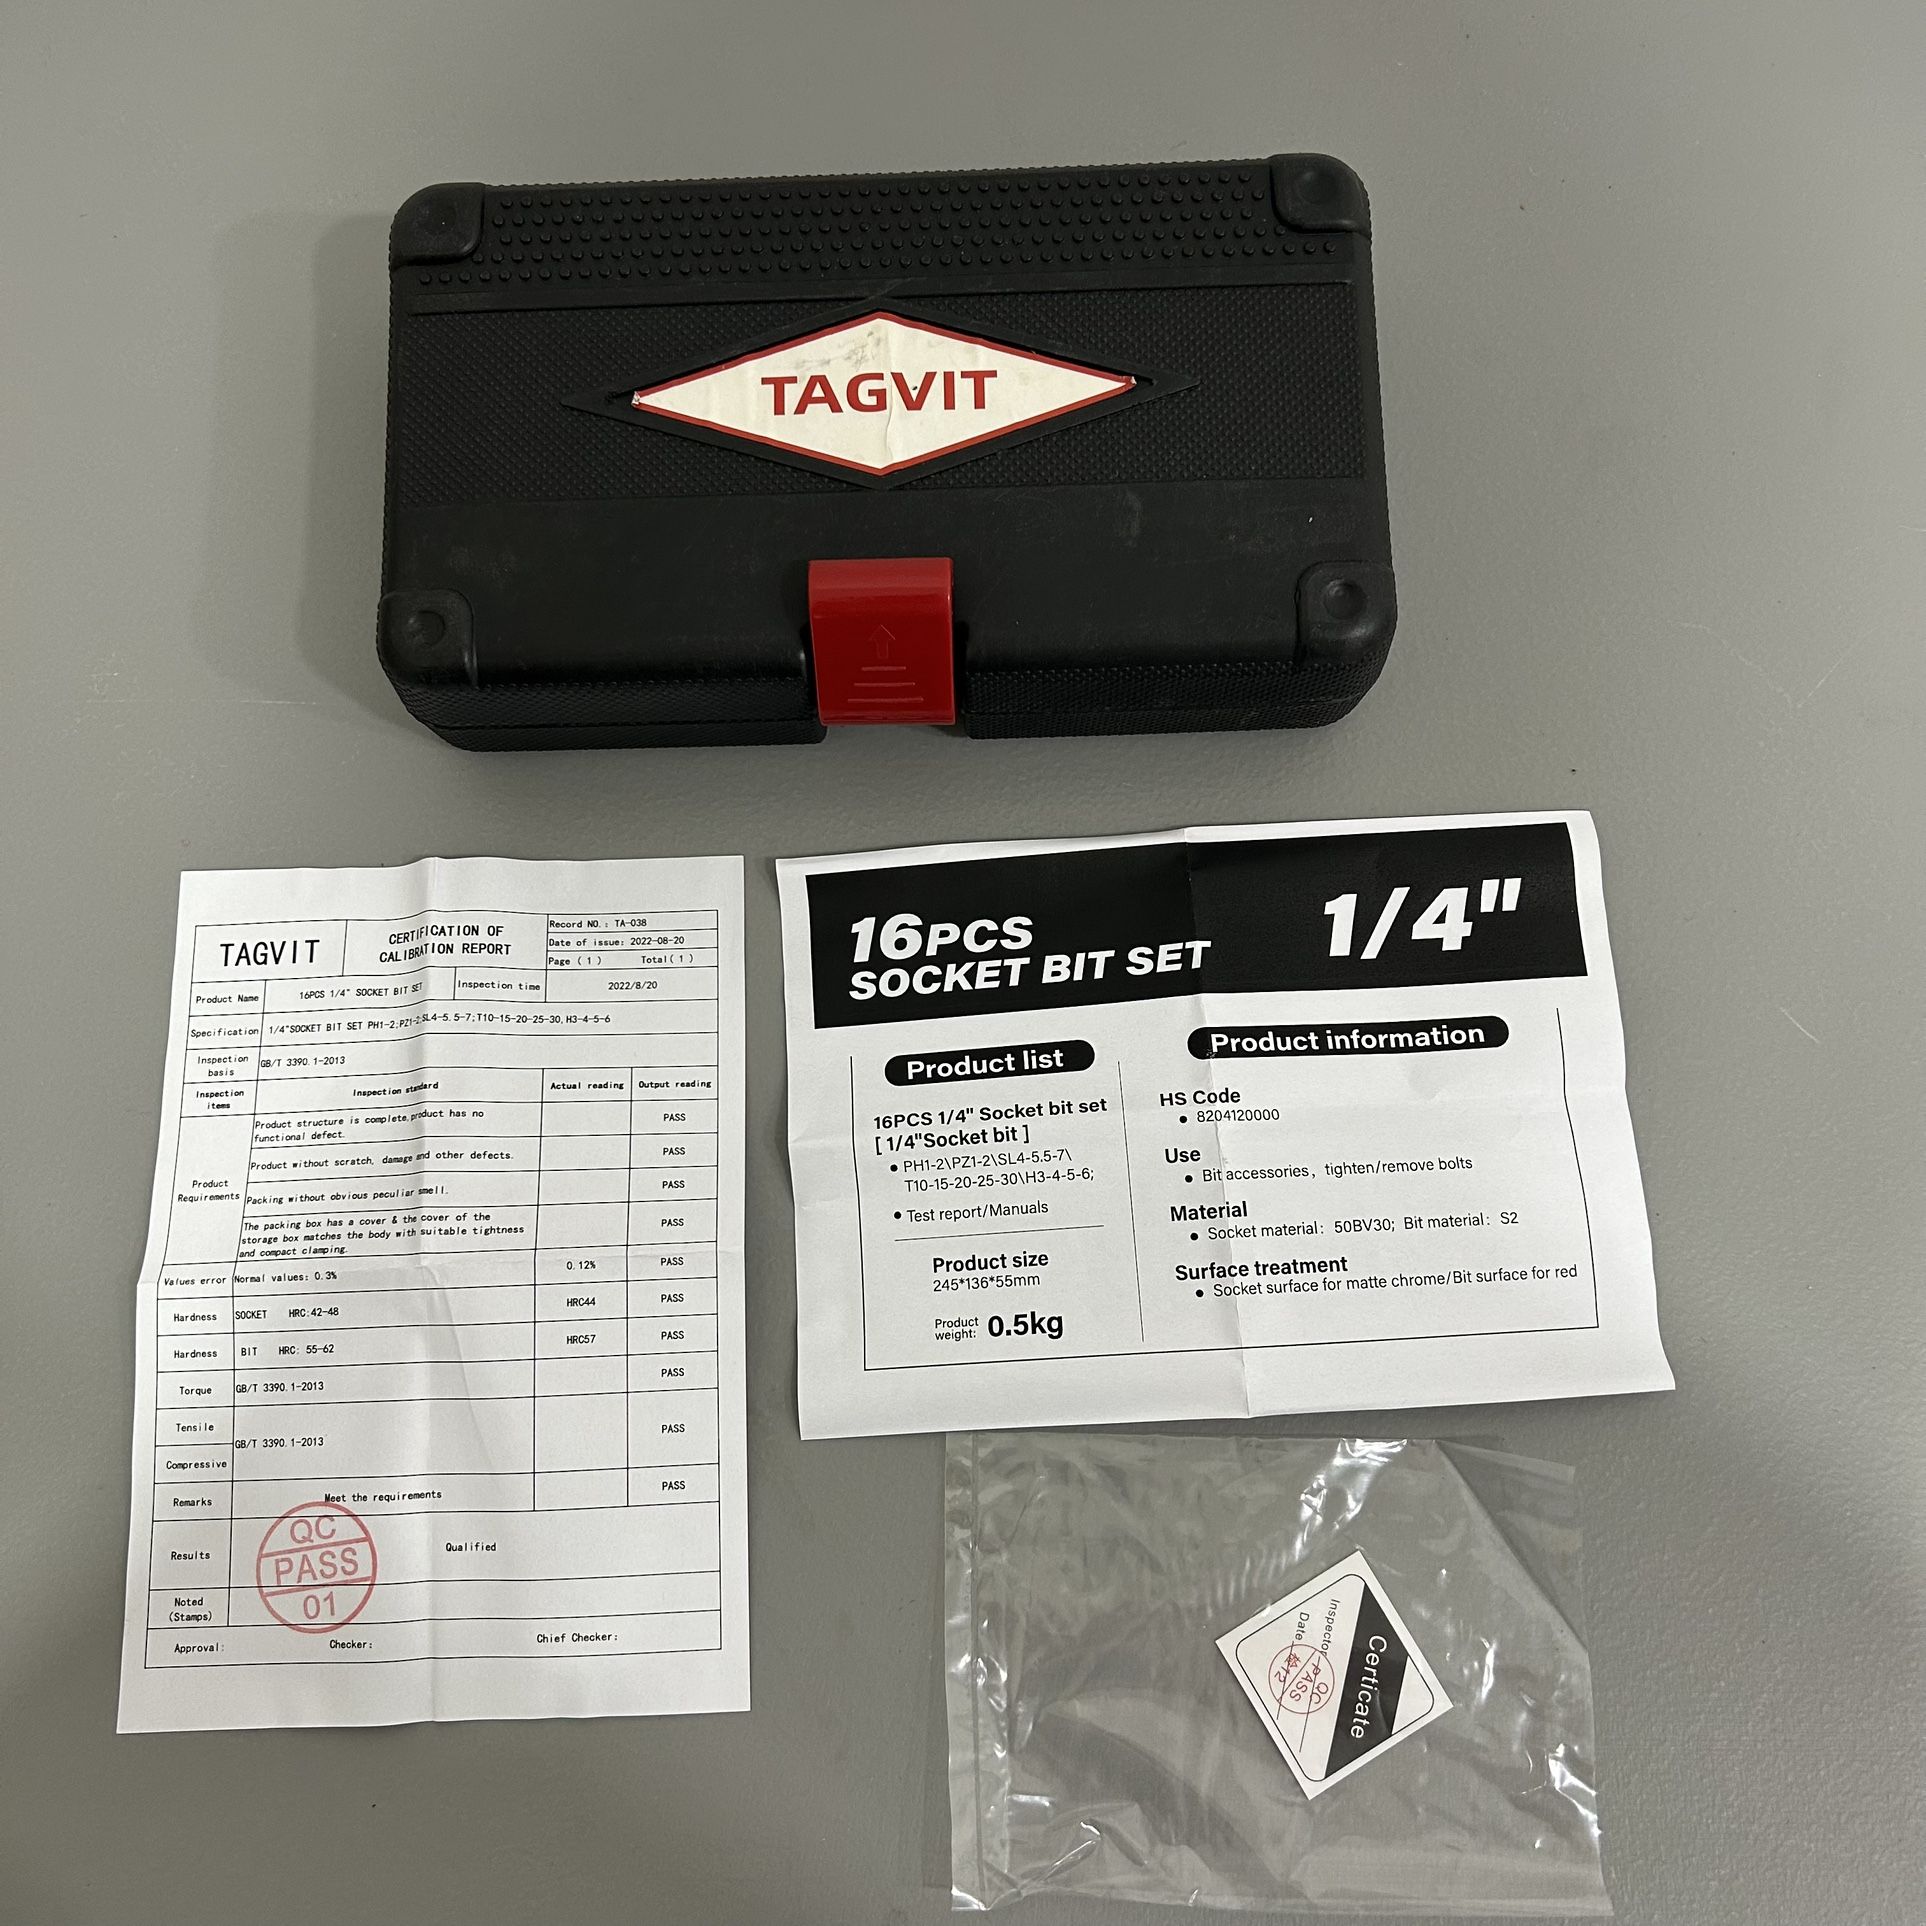 TAGVIT
TAGVIT
CERTIFICATION OF
CALIBRATION REPORT
Record NO.: TA-038
Date of issue: 2022-08-20
Page ( 1 ) Total( 1 )
Product Name
16PCS 1/4" SOCKET BIT SET
Inspection time
2022/8/20
Specification
1/4"SOCKET BIT SET PH1-2;PZ1-2;SL4-5.5-7;T10-15-20-25-30,H3-4-5-6
Inspection
basis
GB/T 3390.1-2013
Inspection
items
Inspection standard
Actual reading
Output reading
Product
Requirements
Product structure is complete,product has no
functional defect.
PASS
Product without scratch, damage and other defects.
PASS
Packing without obvious peculiar smell.
PASS
The packing box has a cover & the cover of the
storage box matches the body with suitable tightness
and compact clamping.
PASS
Values error
Normal values: 0.3%
0.12%
PASS
Hardness
SOCKET HRC:42-48
HRC44
PASS
Hardness
BIT HRC: 55-62
HRC57
PASS
Torque
GB/T 3390.1-2013
PASS
Tensile
Compressive
GB/T 3390.1-2013
PASS
Remarks
Meet the requirements
PASS
Results
Qualified
Noted
(Stamps)
QC
PASS
01
Approval:
Checker:
Chief Checker:
16PCS
SOCKET BIT SET
1/4"
Product list
16PCS 1/4" Socket bit set
[ 1/4"Socket bit ]
• PH1-2\PZ1-2\SL4-5.5-7\
T10-15-20-25-30\H3-4-5-6;
• Test report/Manuals
Product size
245*136*55mm
Product
weight: 0.5kg
Product information
HS Code
• 8204120000
Use
• Bit accessories, tighten/remove bolts
Material
• Socket material: 50BV30; Bit material: S2
Surface treatment
• Socket surface for matte chrome/Bit surface for red
Certicate
Inspector
Date
QC
PASS
检12